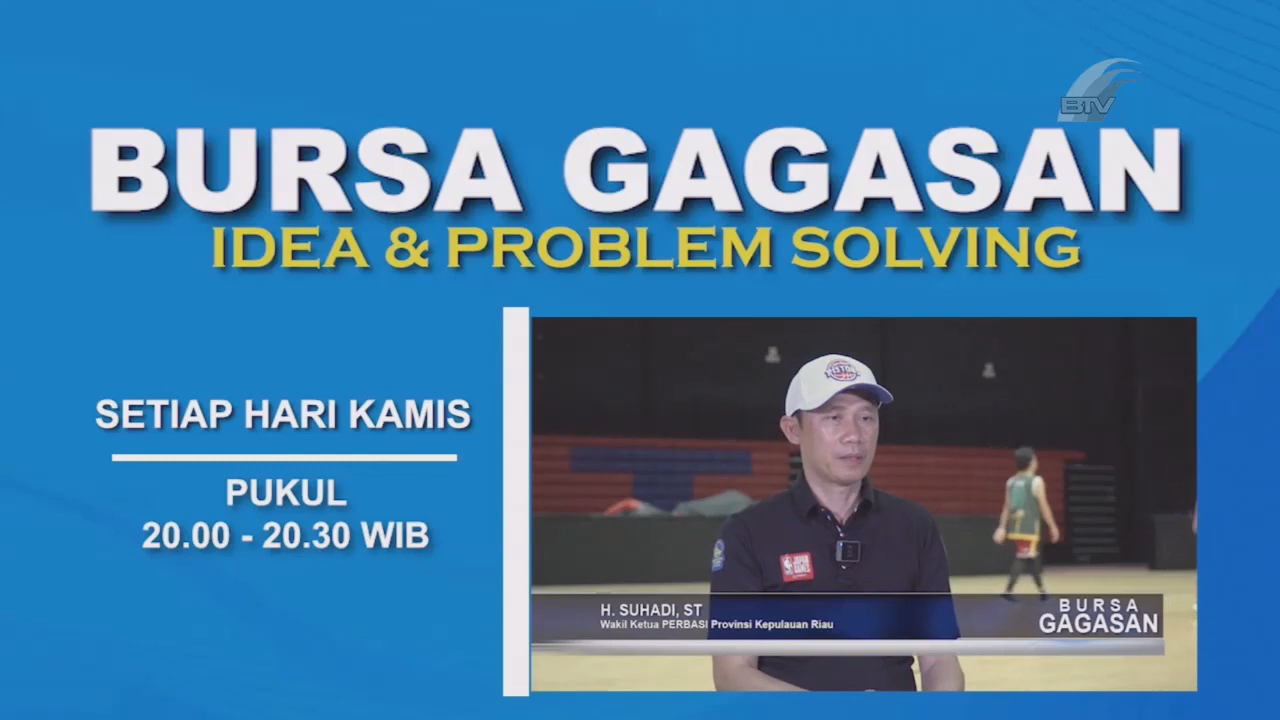 BTV
BURSA GAGASAN
IDEA & PROBLEM SOLVING
SETIAP HARI KAMIS
PUKUL
20.00 - 20.30 WIB
H. SUHADI, ST
Wakil Ketua PERBASI Provinsi Kepulauan Riau
BURSA
GAGASAN